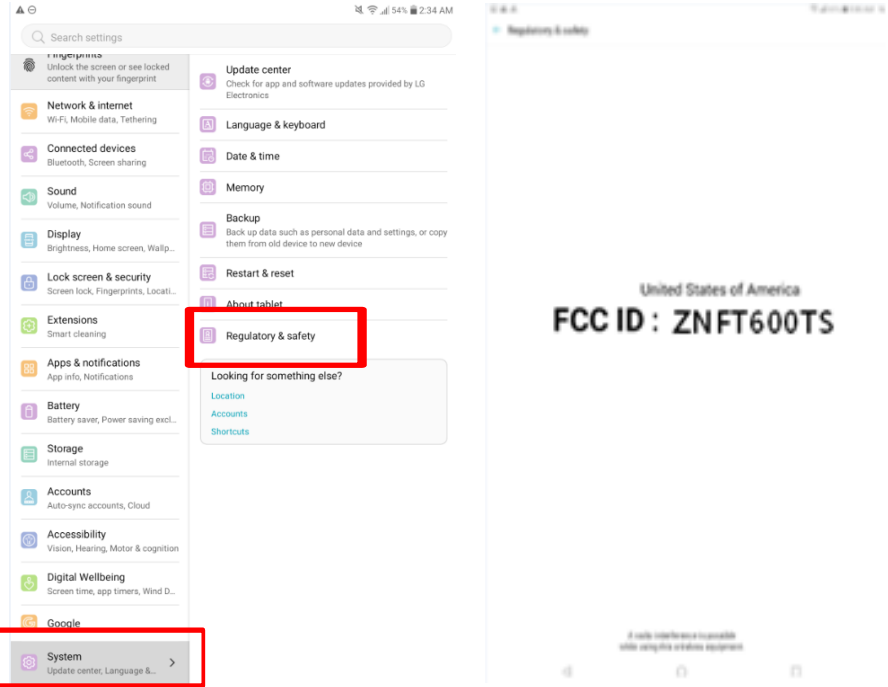 54% 2:34 AM
Search settings
Fingerprints
Unlock the screen or see locked
content with your fingerprint
Network & internet
Wi-Fi, Mobile data, Tethering
Connected devices
Bluetooth, Screen sharing
Sound
Volume, Notification sound
Display
Brightness, Home screen, Wallp...
Lock screen & security
Screen lock, Fingerprints, Locati...
Extensions
Smart cleaning
Apps & notifications
App info, Notifications
Battery
Battery saver, Power saving excl...
Storage
Internal storage
Accounts
Auto-sync accounts, Cloud
Accessibility
Vision, Hearing, Motor & cognition
Digital Wellbeing
Screen time, app timers, Wind D...
Google
System
Update center, Language &...
Update center
Check for app and software updates provided by LG
Electronics
Language & keyboard
Date & time
Memory
Backup
Back up data such as personal data and settings, or copy
them from old device to new device
Restart & reset
About tablet
Regulatory & safety
Looking for something else?
Location
Accounts
Shortcuts
Regulatory & safety
United States of America
FCC ID : ZNFT600TS
while using this wireless equipment